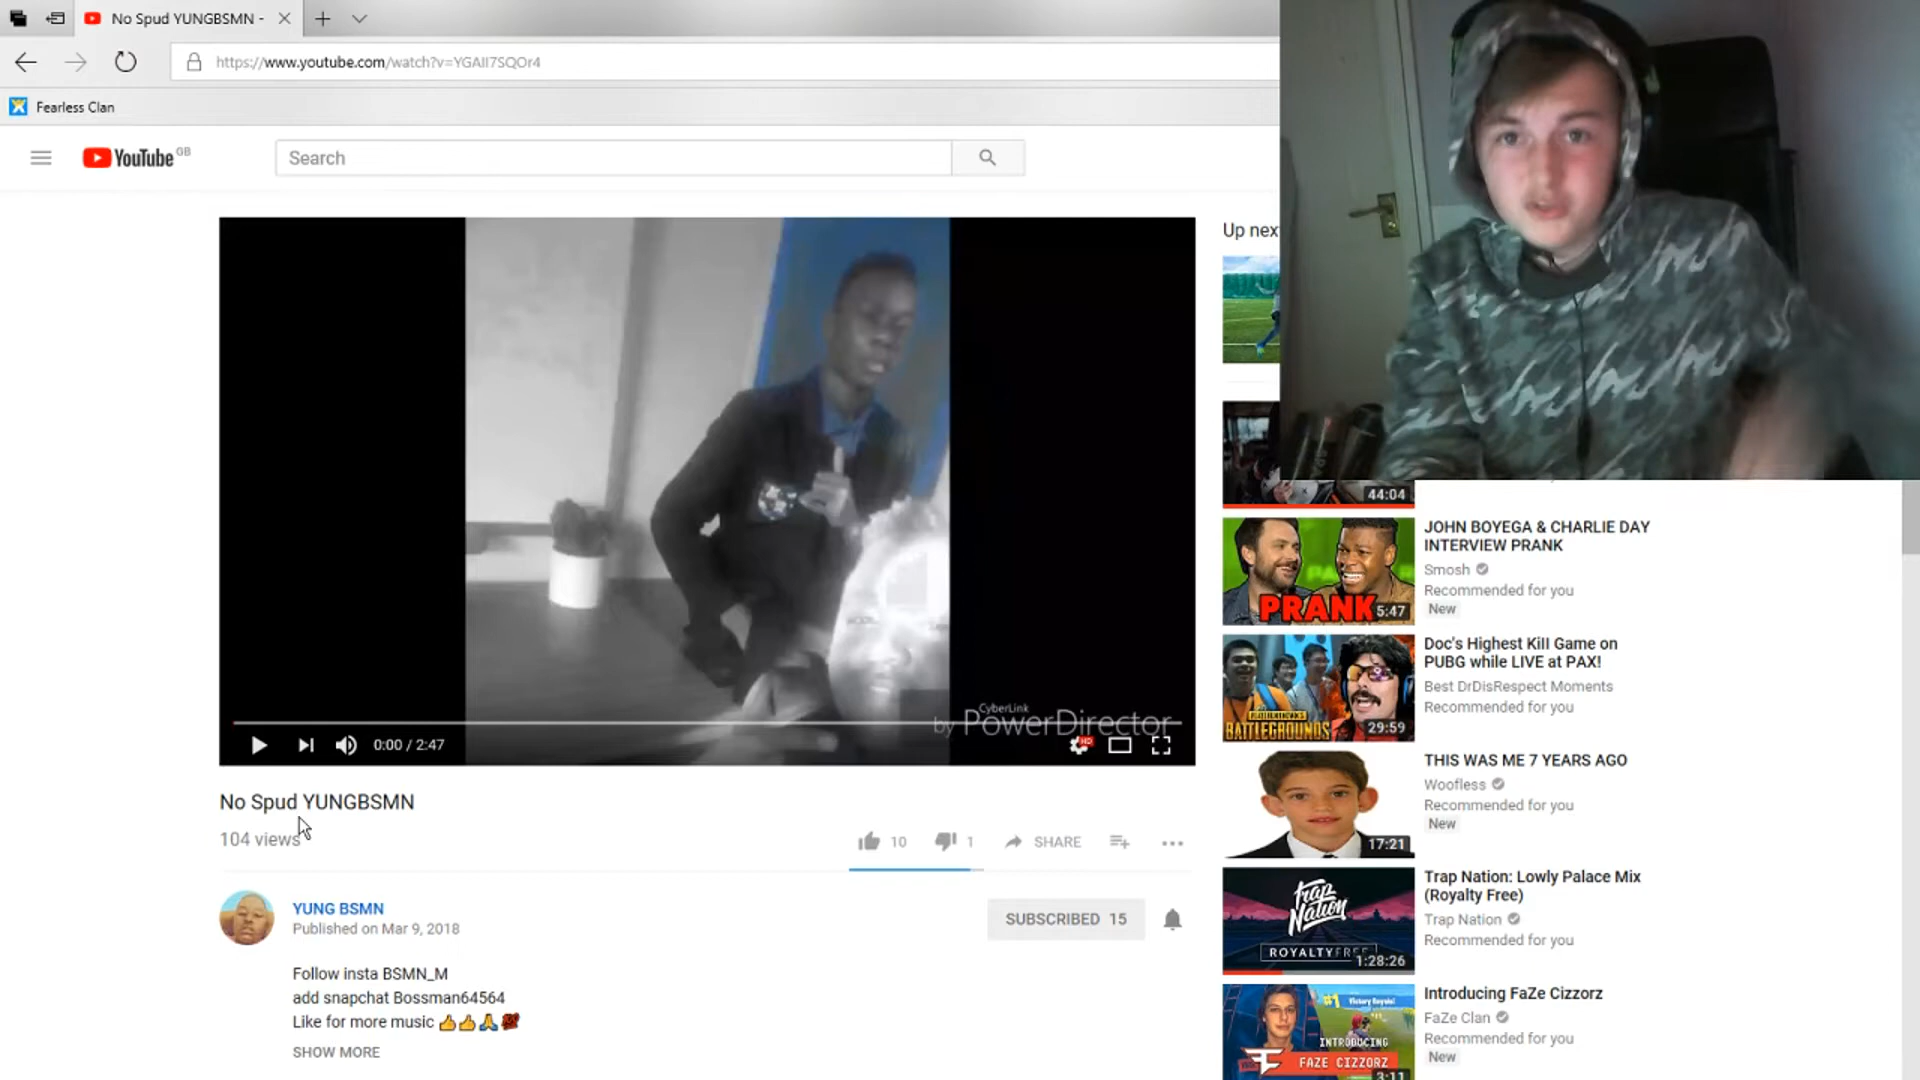 No Spud YUNGBSMN -
https://www.youtube.com/watch?v=YGAII7SQOr4
Fearless Clan
YouTube GB
Search
Up nex
44:04
by CyberLink PowerDirector
HD
0:00 / 2:47
No Spud YUNGBSMN
104 views
10
1
SHARE
YUNG BSMN
Published on Mar 9, 2018
SUBSCRIBED 15
Follow insta BSMN_M
add snapchat Bossman64564
Like for more music 👍👍🙏💯
SHOW MORE
PRANK
5:47
JOHN BOYEGA & CHARLIE DAY
INTERVIEW PRANK
Smosh
Recommended for you
New
BATTLEGROUNDS
29:59
Doc's Highest Kill Game on
PUBG while LIVE at PAX!
Best DrDisRespect Moments
Recommended for you
17:21
THIS WAS ME 7 YEARS AGO
Woofless
Recommended for you
New
trap
Nation
ROYALTY FREE
1:28:26
Trap Nation: Lowly Palace Mix
(Royalty Free)
Trap Nation
Recommended for you
#1 Victory Royale!
INTRODUCING
FAZE CIZZORZ
3:11
Introducing FaZe Cizzorz
FaZe Clan
Recommended for you
New